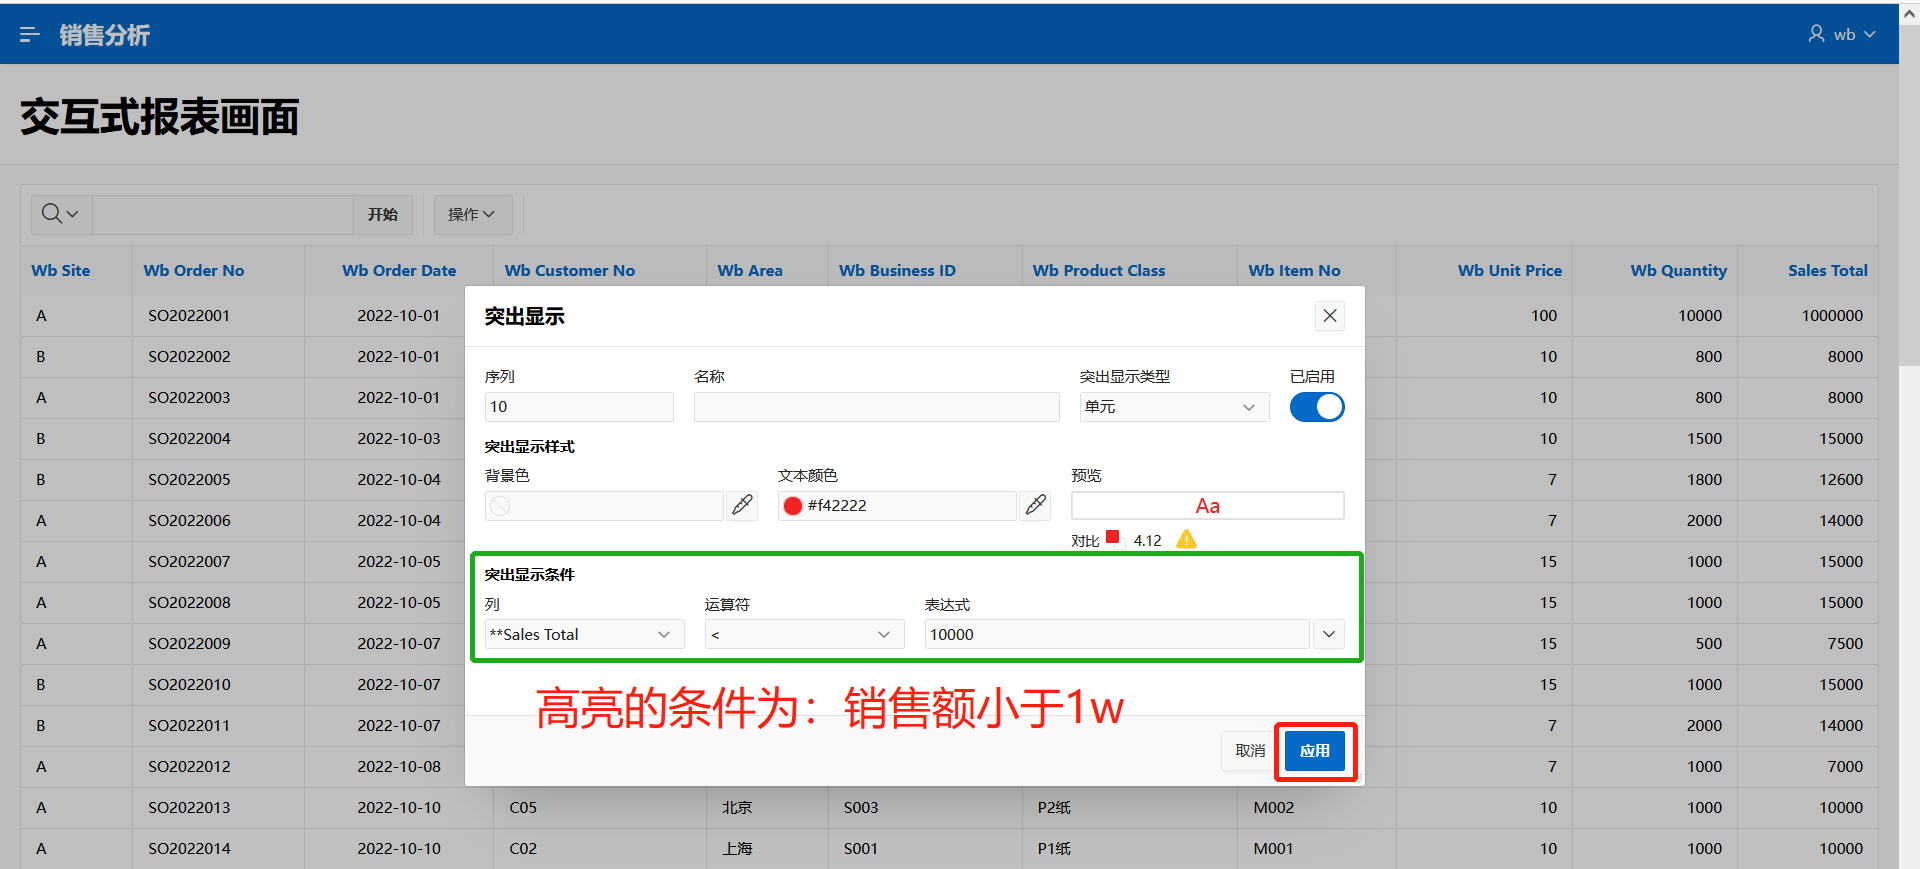 销售分析
wb
交互式报表画面
开始
操作
Wb Site Wb Order No Wb Order Date Wb Customer No Wb Area Wb Business ID Wb Product Class Wb Item No Wb Unit Price Wb Quantity Sales Total
A SO2022001 2022-10-01 100 10000 1000000
B SO2022002 2022-10-01 10 800 8000
A SO2022003 2022-10-01 10 800 8000
B SO2022004 2022-10-03 10 1500 15000
B SO2022005 2022-10-04 7 1800 12600
A SO2022006 2022-10-04 7 2000 14000
A SO2022007 2022-10-05 15 1000 15000
A SO2022008 2022-10-05 15 1000 15000
A SO2022009 2022-10-07 15 500 7500
B SO2022010 2022-10-07 15 1000 15000
B SO2022011 2022-10-07 7 2000 14000
A SO2022012 2022-10-08 7 1000 7000
A SO2022013 2022-10-10 C05 北京 S003 P2纸 M002 10 1000 10000
A SO2022014 2022-10-10 C02 上海 S001 P1纸 M001 10 1000 10000
突出显示
序列 名称 突出显示类型 已启用
10 单元
突出显示样式
背景色 文本颜色 预览
#f42222 Aa
对比 4.12
突出显示条件
列 运算符 表达式
**Sales Total < 10000
高亮的条件为：销售额小于1w
取消 应用